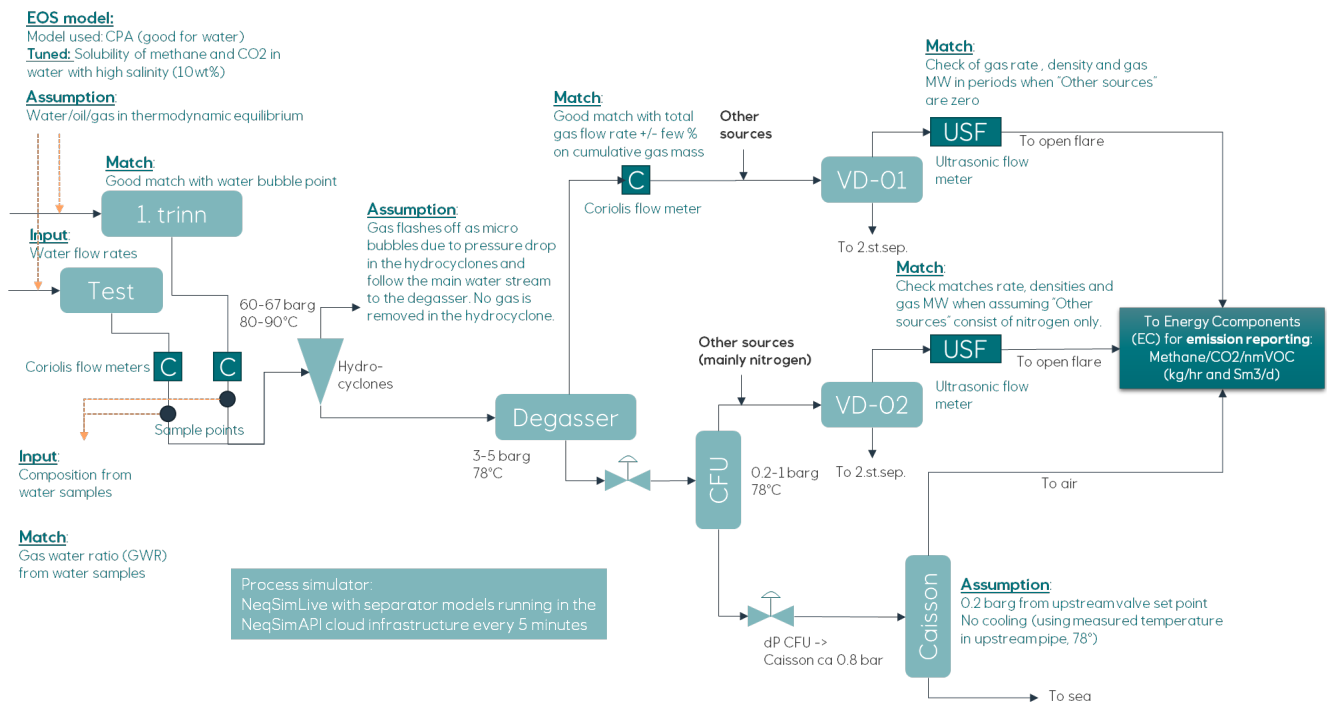 EOS model:
Model used: CPA (good for water)
Tuned: Solubility of methane and CO2 in
water with high salinity (10wt%)
Assumption:
Water/oil/gas in thermodynamic equilibrium
Match:
Good match with water bubble point
1. trinn
Input:
Water flow rates
Test
60-67 barg
80-90°C
Coriolis flow meters
C
C
Sample points
Input:
Composition from
water samples
Match:
Gas water ratio (GWR)
from water samples
Assumption:
Gas flashes off as micro
bubbles due to pressure drop
in the hydrocyclones and
follow the main water stream
to the degasser. No gas is
removed in the hydrocyclone.
Hydro-
cyclones
Degasser
3-5 barg
78°C
Match:
Good match with total
gas flow rate +/- few %
on cumulative gas mass
C
Coriolis flow meter
Other
sources
VD-01
To 2.st.sep.
Match:
Check of gas rate , density and gas
MW in periods when "Other sources"
are zero
USF
To open flare
Ultrasonic flow
meter
Match:
Check matches rate, densities and
gas MW when assuming "Other
sources" consist of nitrogen only.
Other sources
(mainly nitrogen)
USF
To open flare
Ultrasonic flow
meter
VD-02
To 2.st.sep.
CFU
0.2-1 barg
78°C
To Energy Ccomponents
(EC) for emission reporting:
Methane/CO2/nmVOC
(kg/hr and Sm3/d)
To air
Process simulator:
NeqSimLive with separator models running in the
NeqSimAPI cloud infrastructure every 5 minutes
dP CFU ->
Caisson ca 0.8 bar
Caisson
Assumption:
0.2 barg from upstream valve set point
No cooling (using measured temperature
in upstream pipe, 78°)
To sea